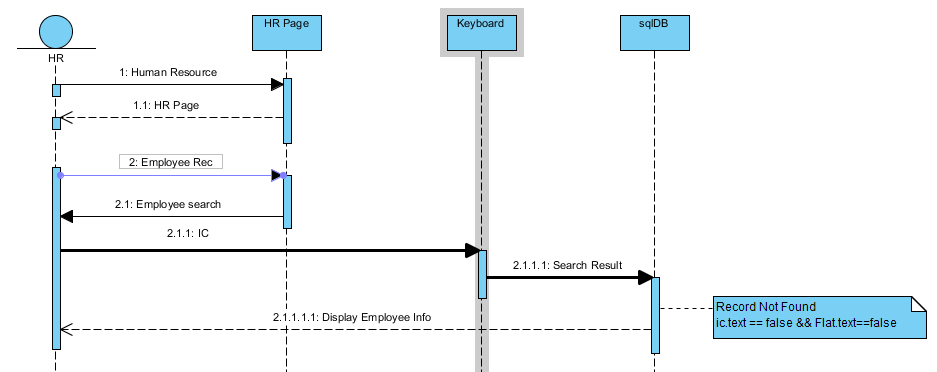 HR Page
Keyboard
sqlDB
HR
1: Human Resource
1.1: HR Page
2: Employee Rec
2.1: Employee search
2.1.1: IC
2.1.1.1: Search Result
Record Not Found
ic.text == false && Flat.text==false
2.1.1.1.1: Display Employee Info